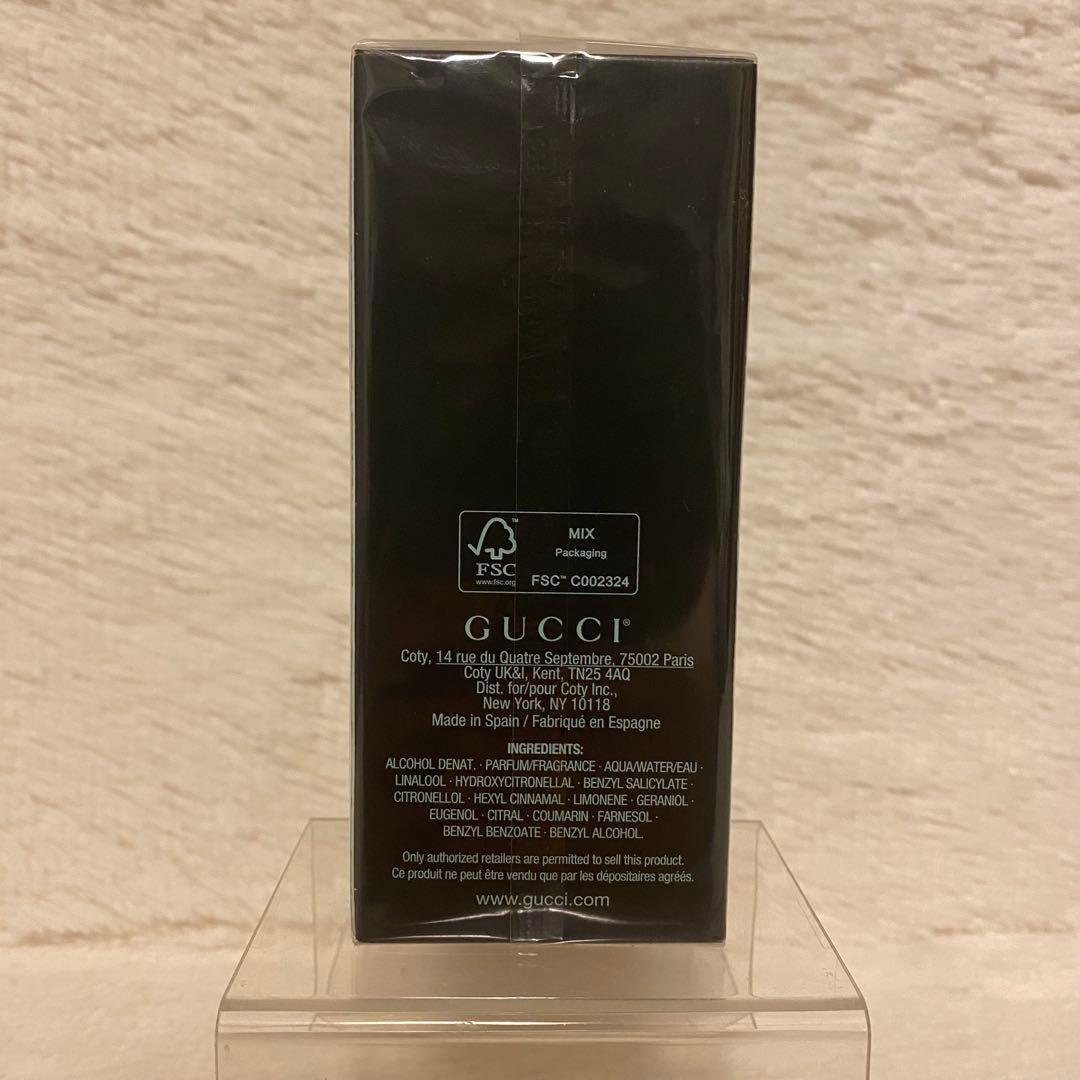 ™
FSC
www.fsc.org
MIX
Packaging
FSC™ C002324
GUCCI®
Coty, 14 rue du Quatre Septembre, 75002 Paris
Coty UK&I, Kent, TN25 4AQ
Dist. for/pour Coty Inc.,
New York, NY 10118
Made in Spain / Fabriqué en Espagne
INGREDIENTS:
ALCOHOL DENAT. · PARFUM/FRAGRANCE · AQUA/WATER/EAU ·
LINALOOL · HYDROXYCITRONELLAL · BENZYL SALICYLATE ·
CITRONELLOL · HEXYL CINNAMAL · LIMONENE · GERANIOL ·
EUGENOL · CITRAL · COUMARIN · FARNESOL ·
BENZYL BENZOATE · BENZYL ALCOHOL.
Only authorized retailers are permitted to sell this product.
Ce produit ne peut être vendu que par les dépositaires agréés.
www.gucci.com